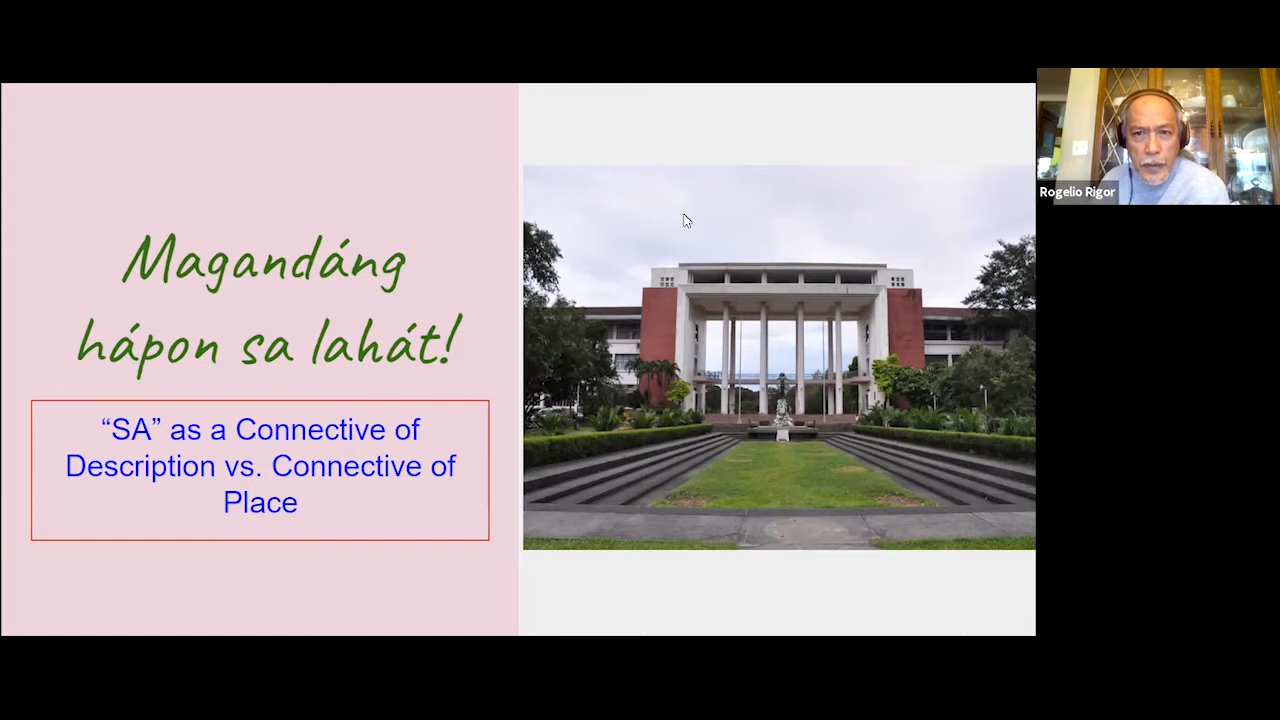 Magandáng
hápon sa lahát!
“SA” as a Connective of
Description vs. Connective of
Place
Rogelio Rigor